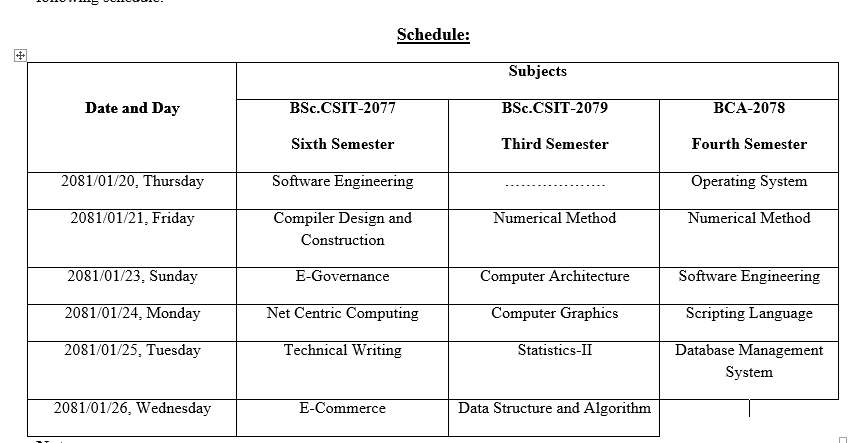 following schedule.
Schedule:
Subjects
Date and Day
BSc.CSIT-2077
Sixth Semester
BSc.CSIT-2079
Third Semester
BCA-2078
Fourth Semester
2081/01/20, Thursday
Software Engineering
...................
Operating System
2081/01/21, Friday
Compiler Design and
Construction
Numerical Method
Numerical Method
2081/01/23, Sunday
E-Governance
Computer Architecture
Software Engineering
2081/01/24, Monday
Net Centric Computing
Computer Graphics
Scripting Language
2081/01/25, Tuesday
Technical Writing
Statistics-II
Database Management
System
2081/01/26, Wednesday
E-Commerce
Data Structure and Algorithm